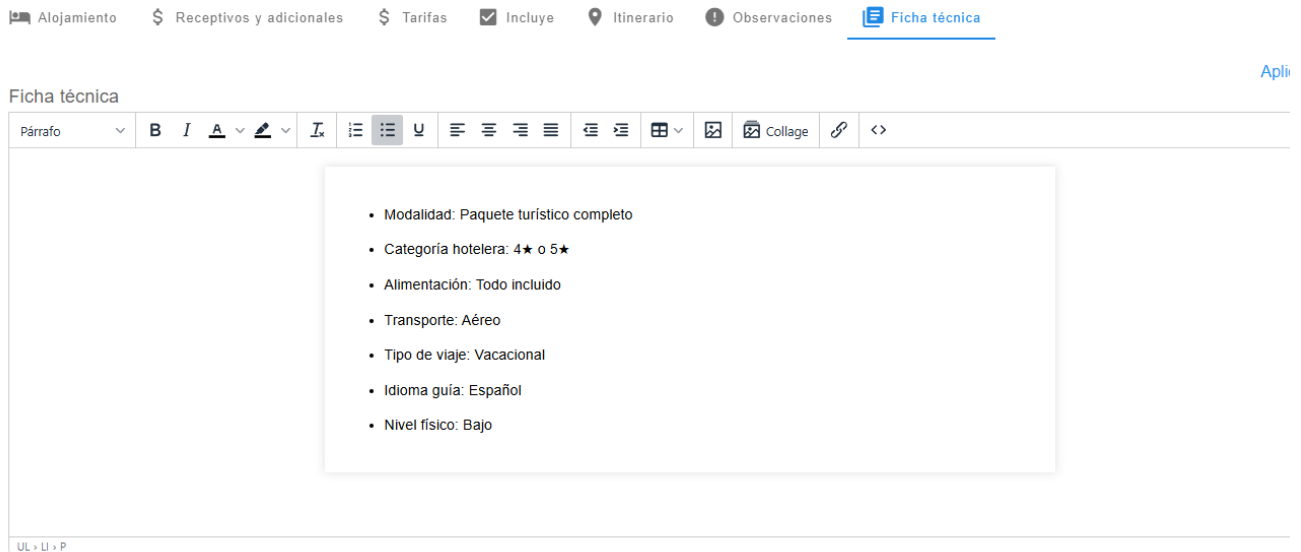 Alojamiento $ Receptivos y adicionales $ Tarifas Incluye Itinerario Observaciones Ficha técnica
Ficha técnica
Párrafo B I A Collage
• Modalidad: Paquete turístico completo
• Categoría hotelera: 4★ o 5★
• Alimentación: Todo incluido
• Transporte: Aéreo
• Tipo de viaje: Vacacional
• Idioma guía: Español
• Nivel físico: Bajo
UL › LI › P